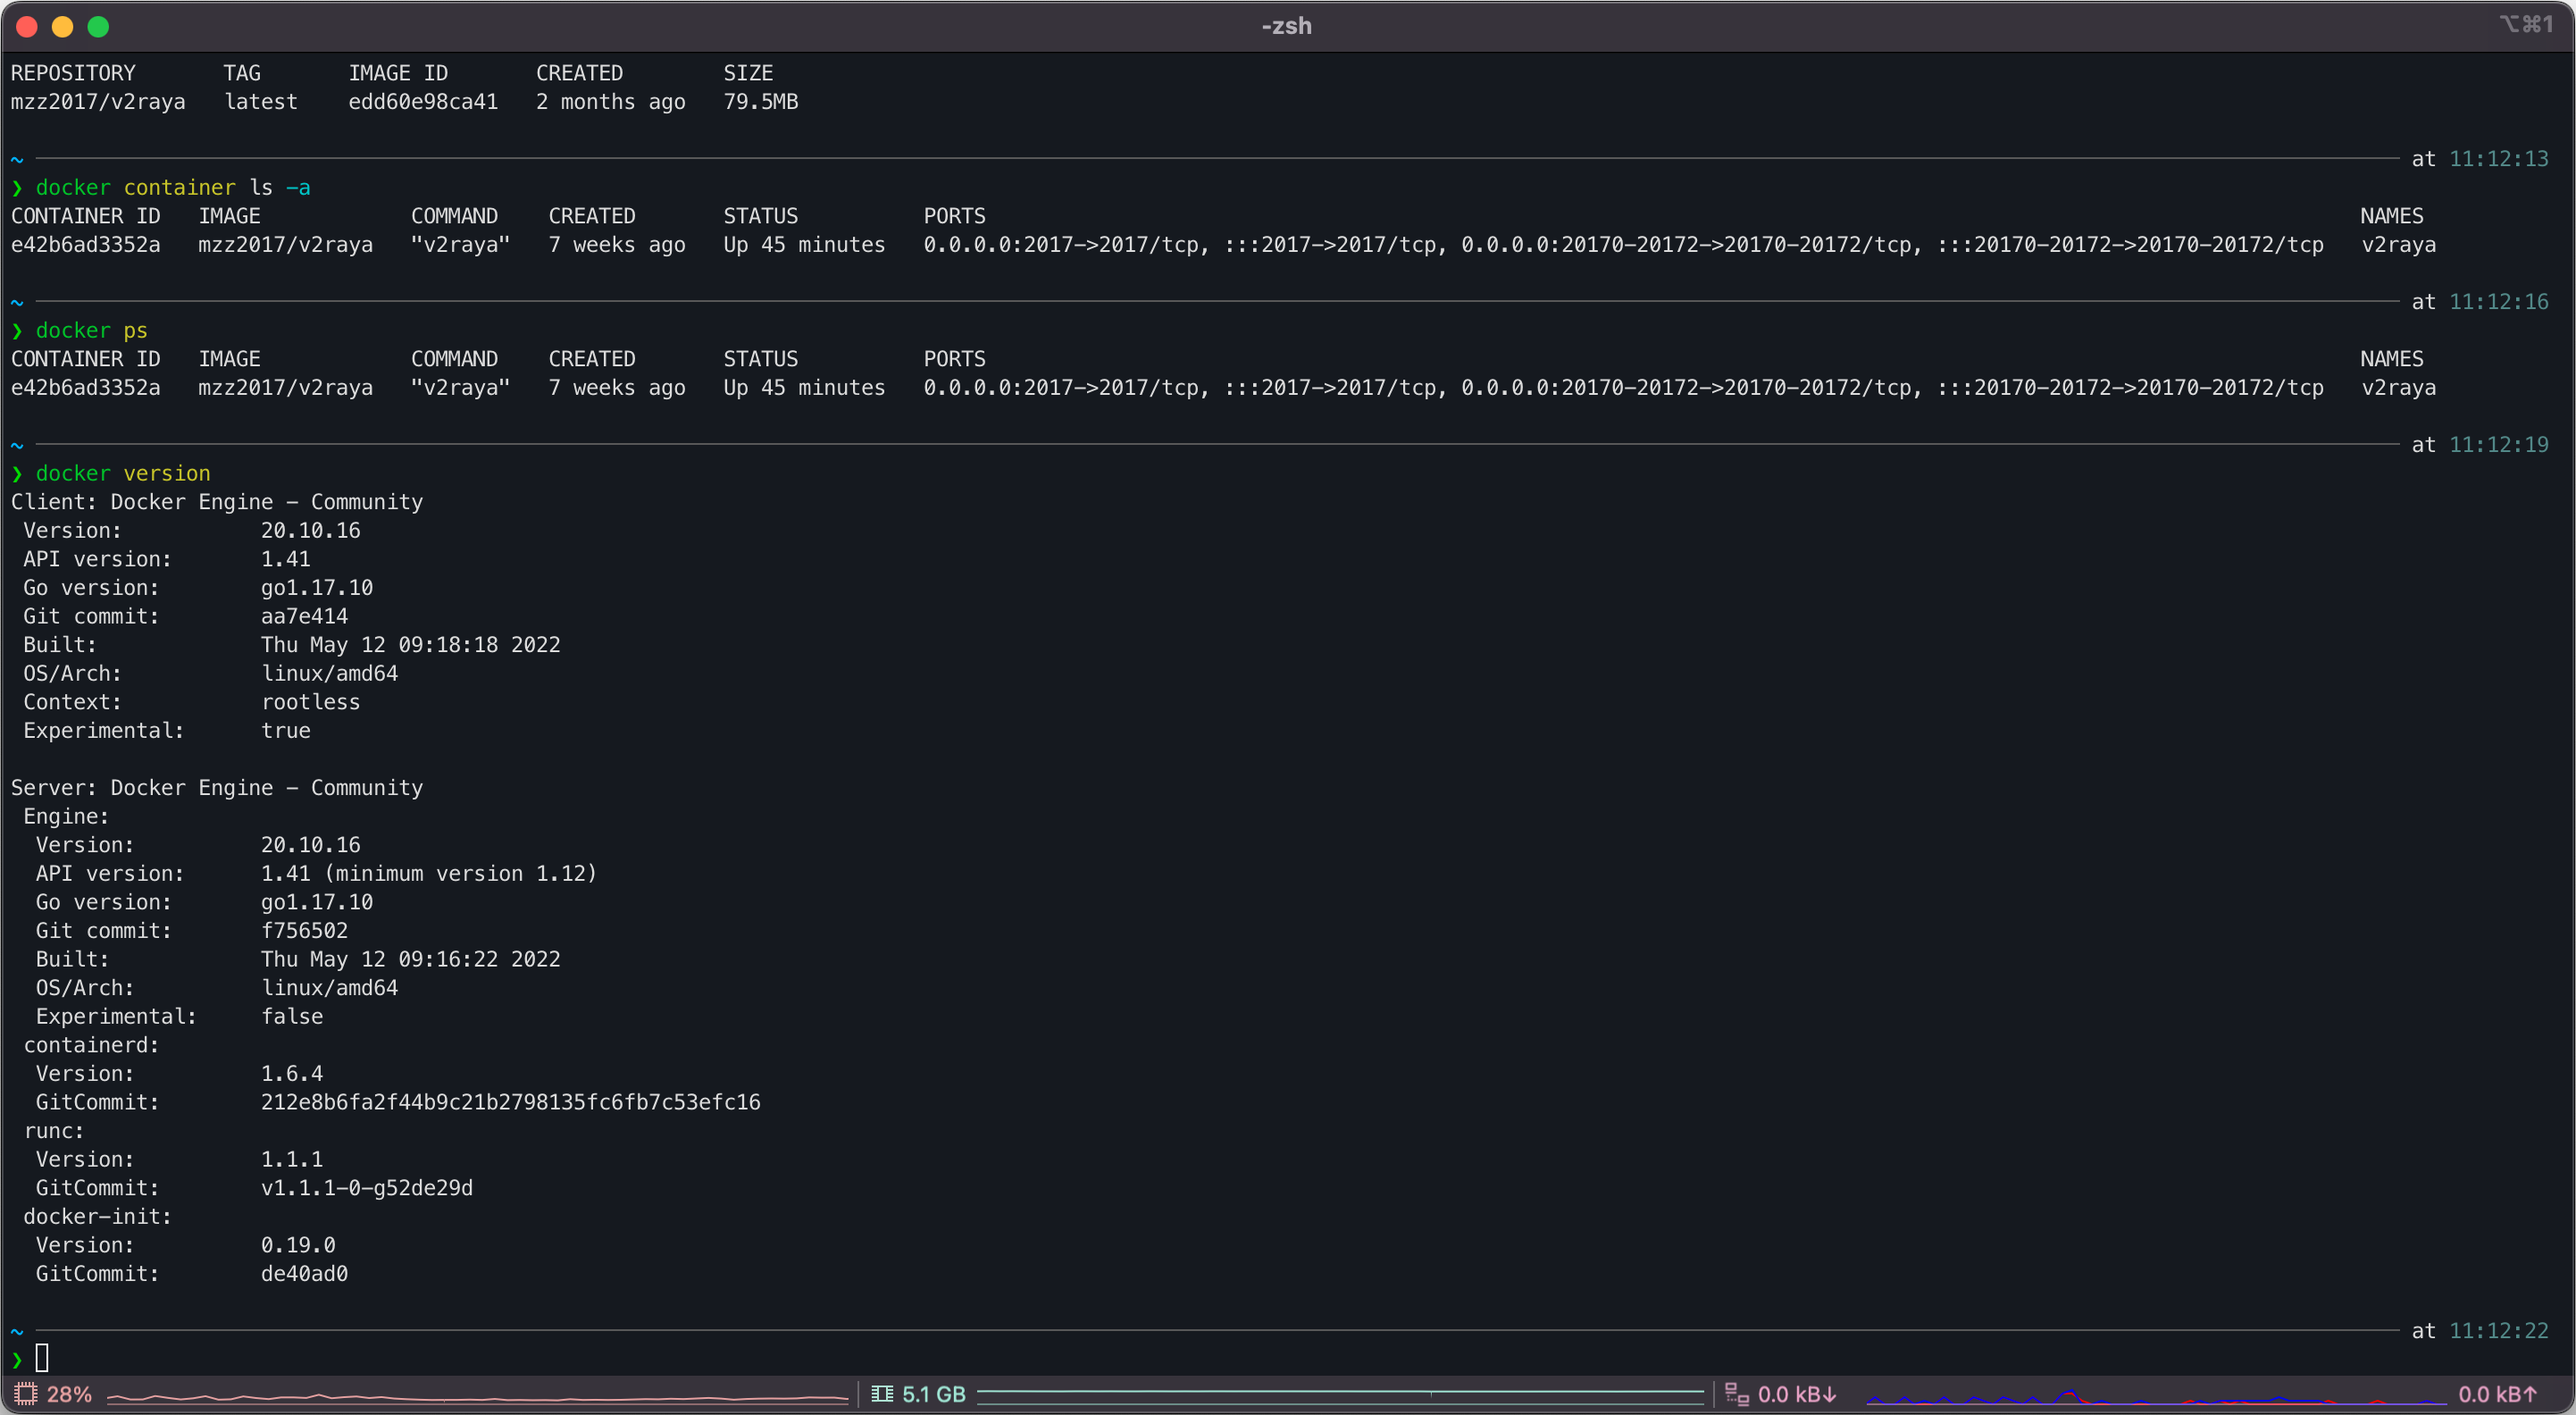 -zsh ⌥⌘1
REPOSITORY TAG IMAGE ID CREATED SIZE
mzz2017/v2raya latest edd60e98ca41 2 months ago 79.5MB
~ at 11:12:13
❯ docker container ls -a
CONTAINER ID IMAGE COMMAND CREATED STATUS PORTS NAMES
e42b6ad3352a mzz2017/v2raya "v2raya" 7 weeks ago Up 45 minutes 0.0.0.0:2017->2017/tcp, :::2017->2017/tcp, 0.0.0.0:20170-20172->20170-20172/tcp, :::20170-20172->20170-20172/tcp v2raya
~ at 11:12:16
❯ docker ps
CONTAINER ID IMAGE COMMAND CREATED STATUS PORTS NAMES
e42b6ad3352a mzz2017/v2raya "v2raya" 7 weeks ago Up 45 minutes 0.0.0.0:2017->2017/tcp, :::2017->2017/tcp, 0.0.0.0:20170-20172->20170-20172/tcp, :::20170-20172->20170-20172/tcp v2raya
~ at 11:12:19
❯ docker version
Client: Docker Engine - Community
Version: 20.10.16
API version: 1.41
Go version: go1.17.10
Git commit: aa7e414
Built: Thu May 12 09:18:18 2022
OS/Arch: linux/amd64
Context: rootless
Experimental: true
Server: Docker Engine - Community
Engine:
Version: 20.10.16
API version: 1.41 (minimum version 1.12)
Go version: go1.17.10
Git commit: f756502
Built: Thu May 12 09:16:22 2022
OS/Arch: linux/amd64
Experimental: false
containerd:
Version: 1.6.4
GitCommit: 212e8b6fa2f44b9c21b2798135fc6fb7c53efc16
runc:
Version: 1.1.1
GitCommit: v1.1.1-0-g52de29d
docker-init:
Version: 0.19.0
GitCommit: de40ad0
~ at 11:12:22
❯
28% 5.1 GB 0.0 kB↓ 0.0 kB↑